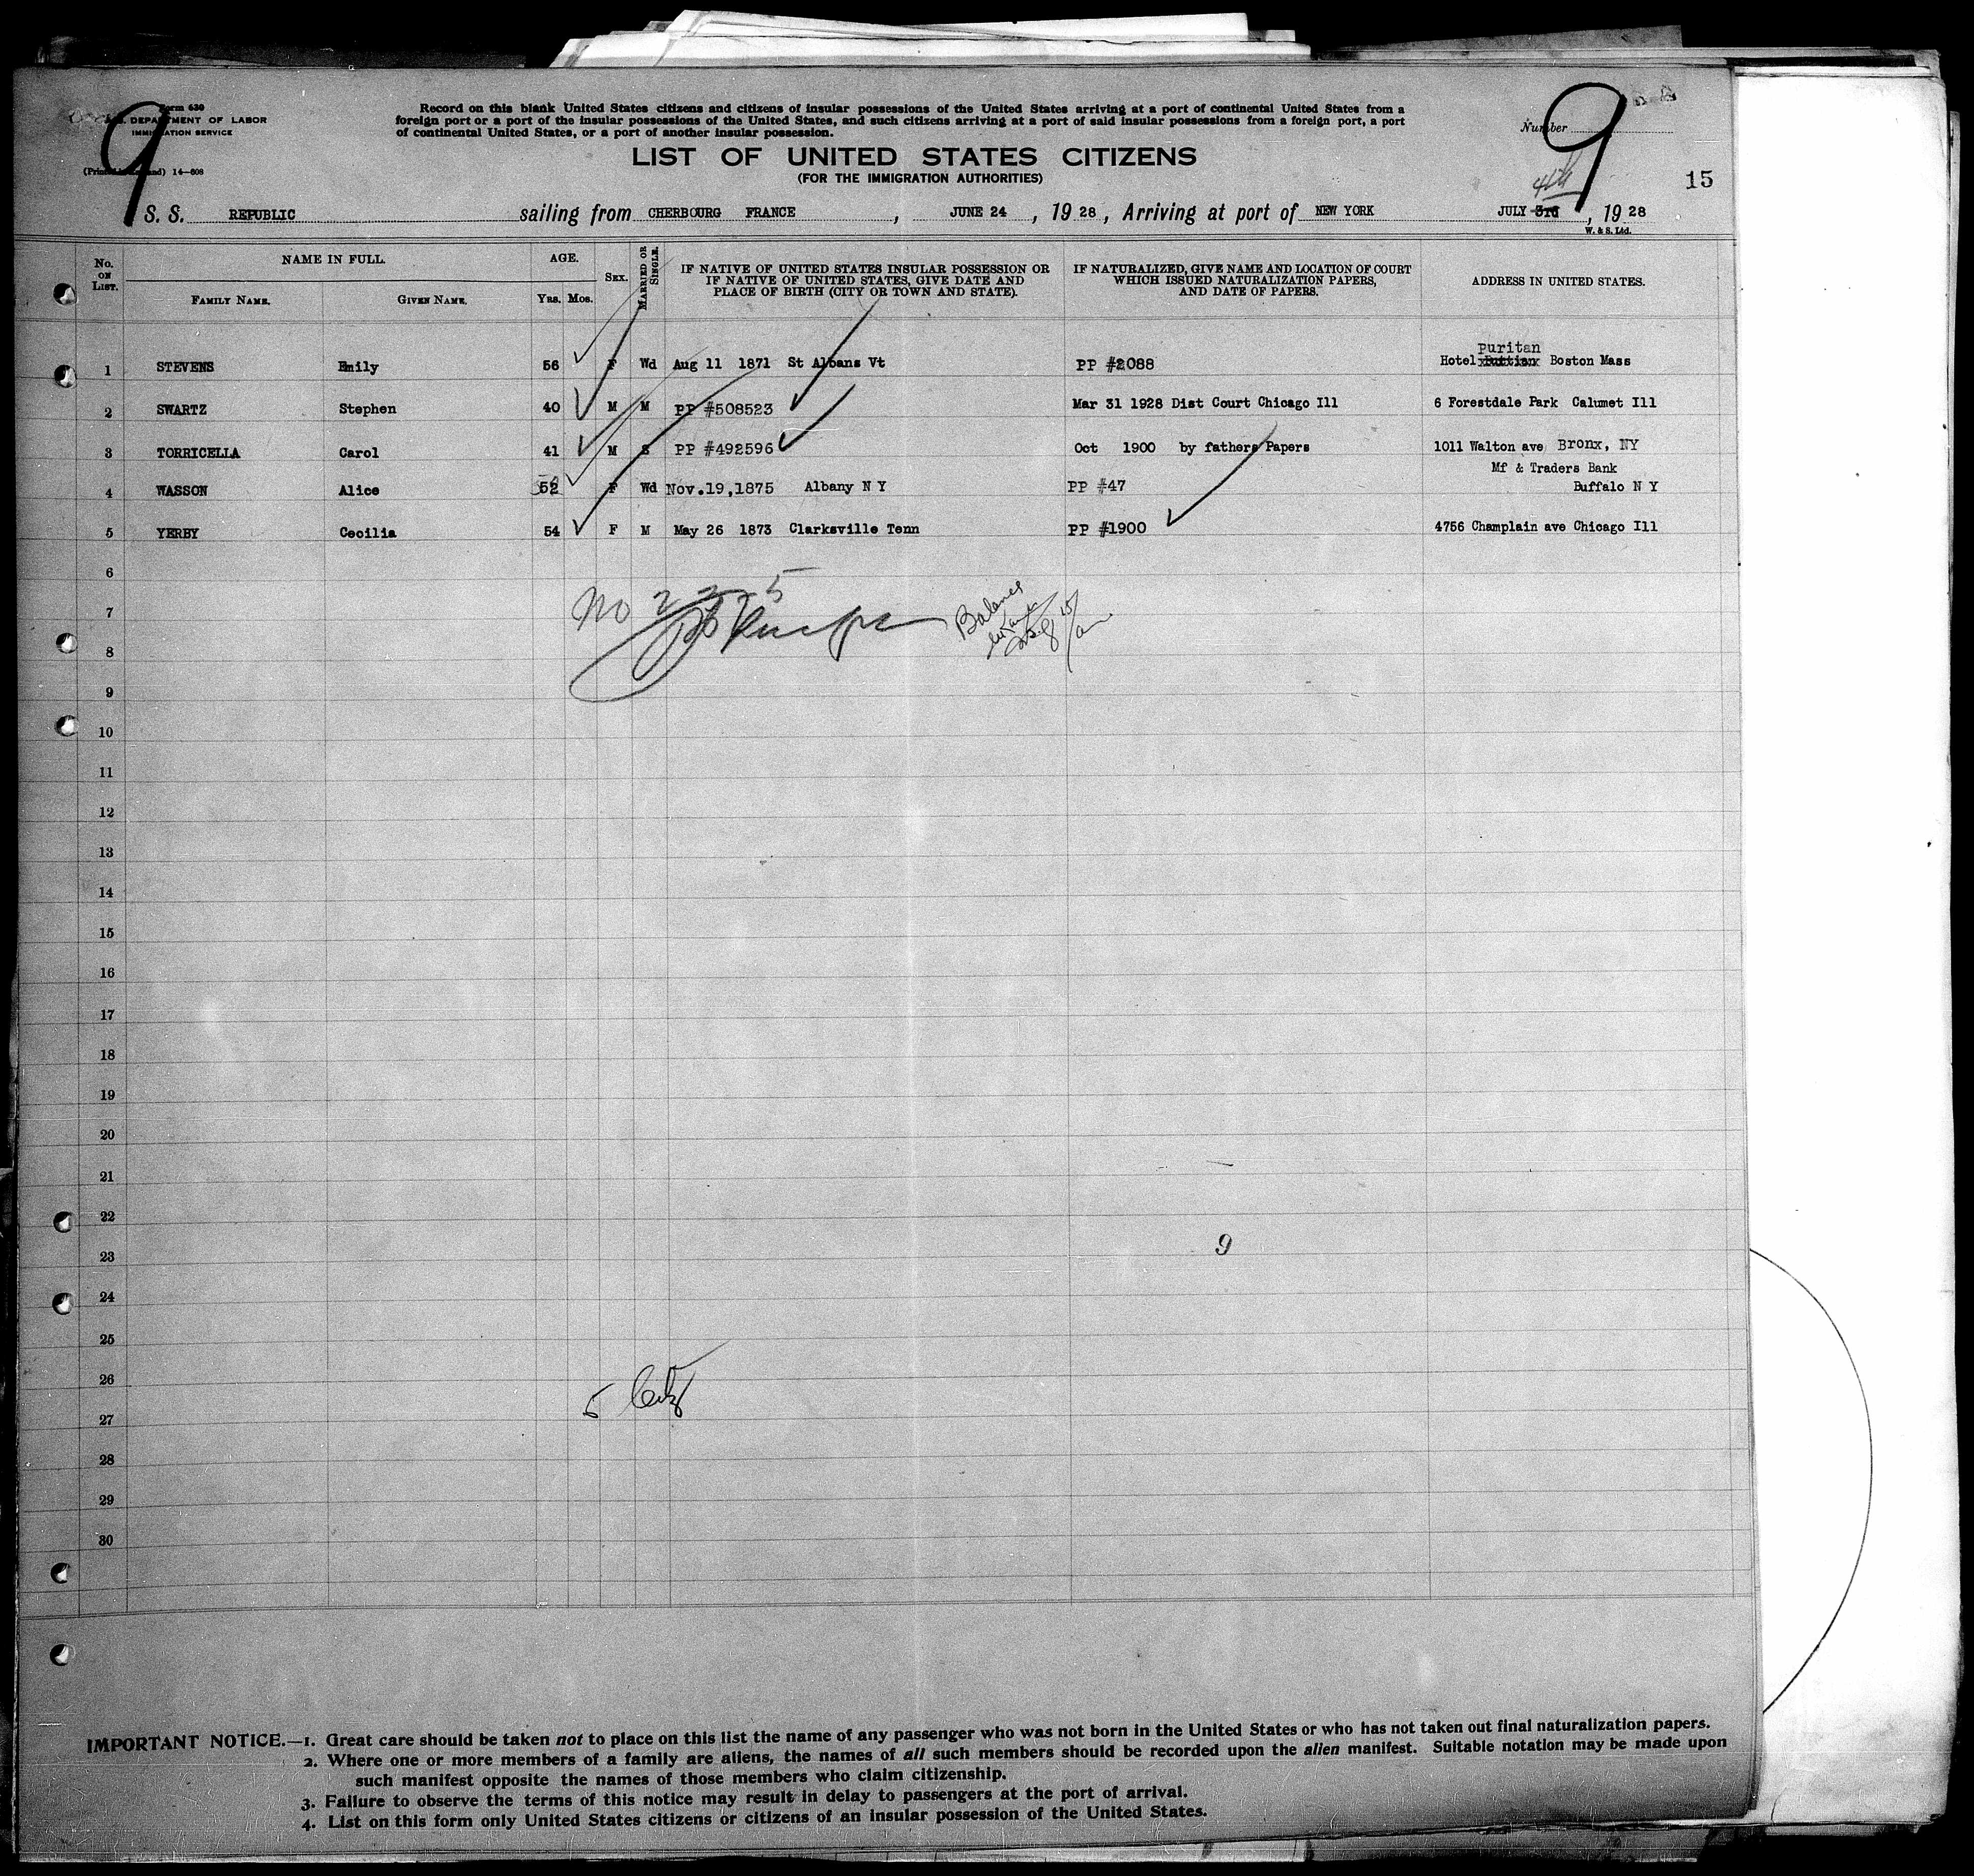 Form 630
DEPARTMENT OF LABOR
IMMIGRATION SERVICE
14—608
Record on this blank United States citizens and citizens of insular possessions of the United States arriving at a port of continental United States from a
foreign port or a port of the insular possessions of the United States, and such citizens arriving at a port of said insular possessions from a foreign port, a port
of continental United States, or a port of another insular possession.
LIST OF UNITED STATES CITIZENS
(FOR THE IMMIGRATION AUTHORITIES)
Number
9
9
15
4th
S. S. REPUBLIC sailing from CHERBOURG FRANCE, JUNE 24, 1928, Arriving at port of NEW YORK JULY 3rd, 1928
W. & S. Ltd.
No. ON LIST.
NAME IN FULL.
FAMILY NAME. GIVEN NAME.
AGE.
YRS. MOS.
SEX.
MARRIED OR SINGLE.
IF NATIVE OF UNITED STATES INSULAR POSSESSION OR
IF NATIVE OF UNITED STATES, GIVE DATE AND
PLACE OF BIRTH (CITY OR TOWN AND STATE).
IF NATURALIZED, GIVE NAME AND LOCATION OF COURT
WHICH ISSUED NATURALIZATION PAPERS,
AND DATE OF PAPERS.
ADDRESS IN UNITED STATES.
puritan
1 STEVENS Emily 56 F Wd Aug 11 1871 St Albans Vt PP #2088 Hotel Boston Mass
2 SWARTZ Stephen 40 M M PP #508523 Mar 31 1928 Dist Court Chicago Ill 6 Forestdale Park Calumet Ill
3 TORRICELLA Carol 41 M S PP #492596 Oct 1900 by fathers Papers 1011 Walton ave Bronx, NY
Mf & Traders Bank
4 WASSON Alice 52 F Wd Nov.19,1875 Albany N Y PP #47 Buffalo N Y
5 YERBY Cecilia 54 F M May 26 1873 Clarksville Tenn PP #1900 4756 Champlain ave Chicago Ill
6
7
8
9
10
11
12
13
14
15
16
17
18
19
20
21
22
23
9
24
25
26
5
27
28
29
30
IMPORTANT NOTICE.—1. Great care should be taken not to place on this list the name of any passenger who was not born in the United States or who has not taken out final naturalization papers.
2. Where one or more members of a family are aliens, the names of all such members should be recorded upon the alien manifest. Suitable notation may be made upon
such manifest opposite the names of those members who claim citizenship.
3. Failure to observe the terms of this notice may result in delay to passengers at the port of arrival.
4. List on this form only United States citizens or citizens of an insular possession of the United States.